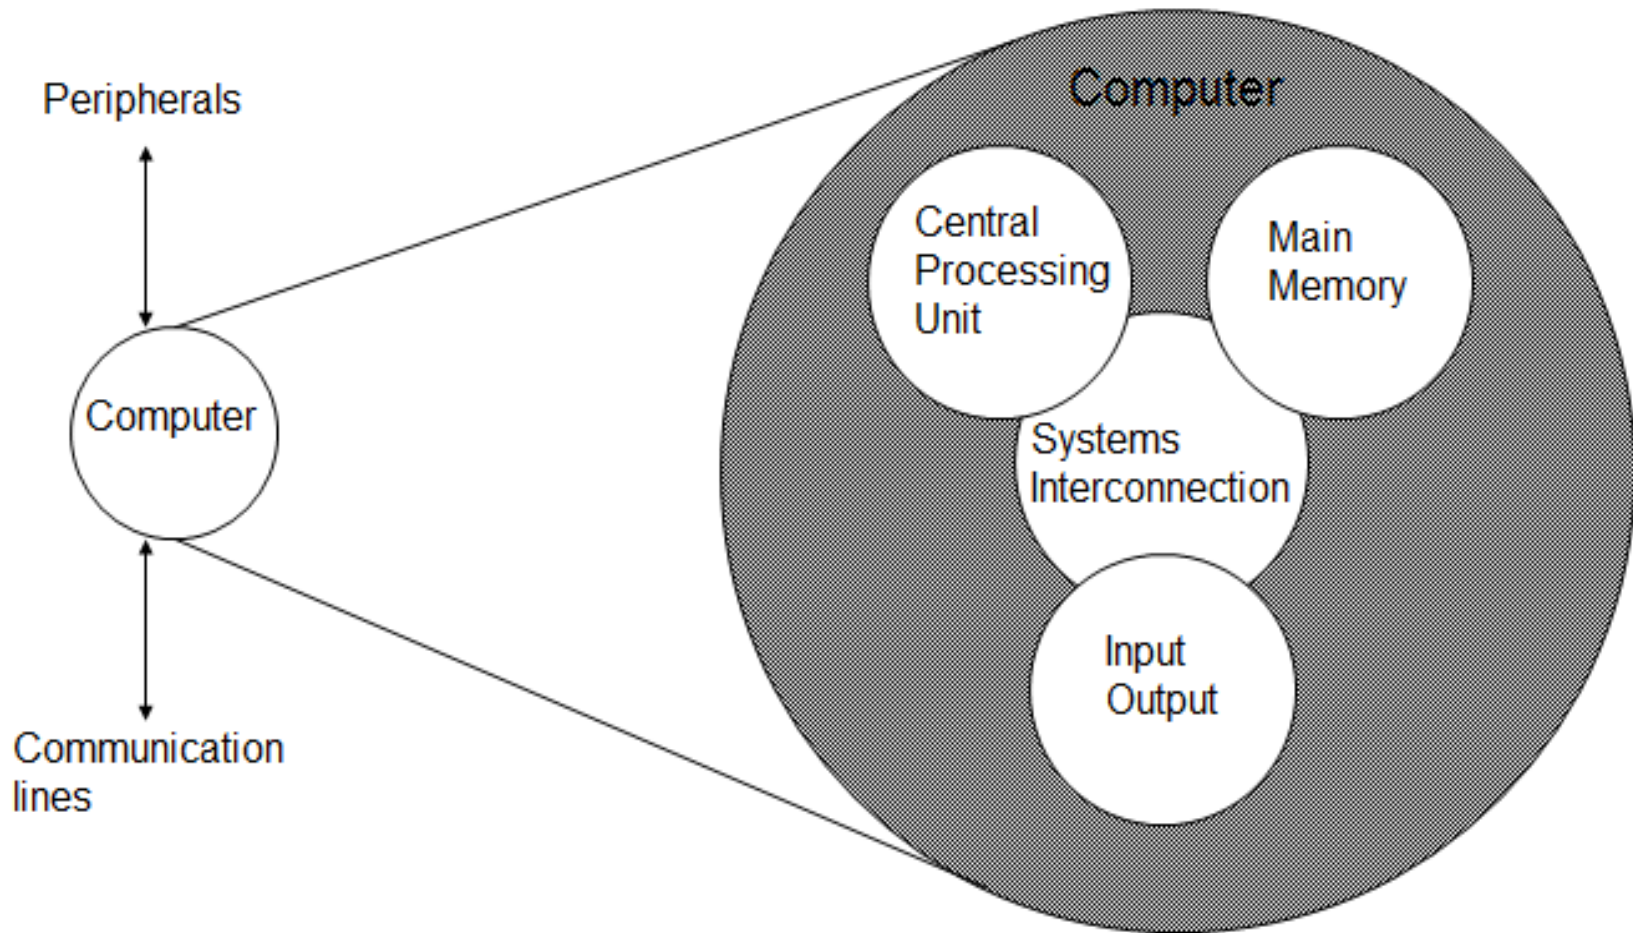 Peripherals
Computer
Communication
lines
Computer
Central
Processing
Unit
Main
Memory
Systems
Interconnection
Input
Output